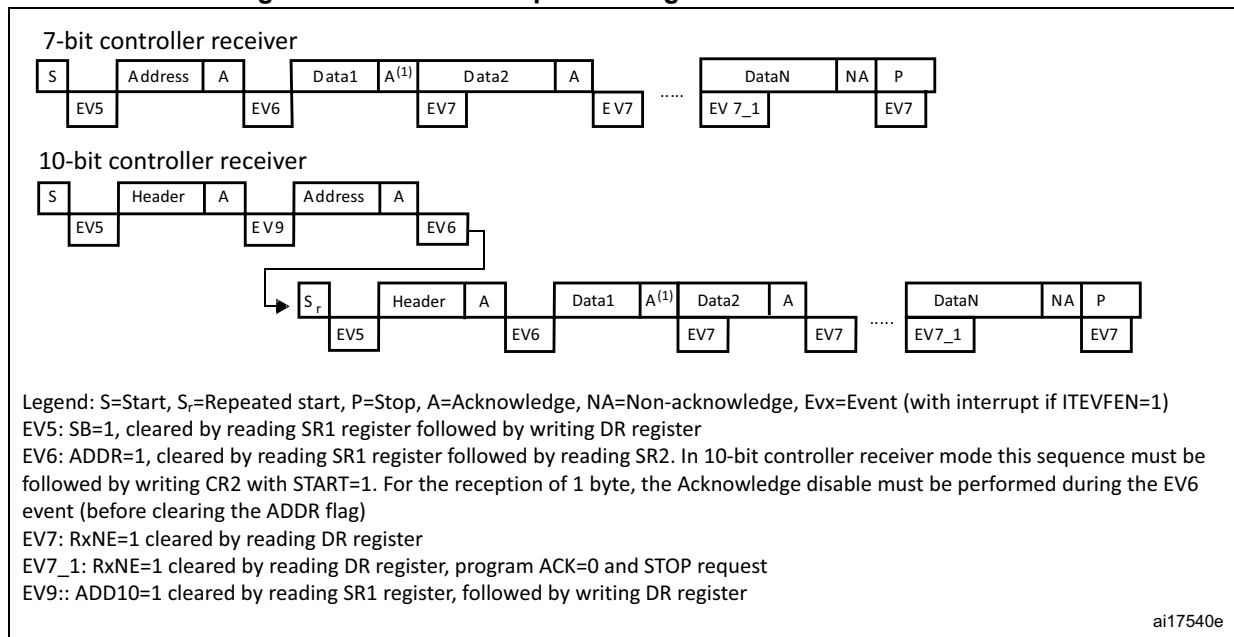 7-bit controller receiver
S Address A Data1 A(1) Data2 A ..... DataN NA P
EV5 EV6 EV7 EV7 EV 7_1 EV7
10-bit controller receiver
S Header A Address A
EV5 EV9 EV6
Sr Header A Data1 A(1) Data2 A ..... DataN NA P
EV5 EV6 EV7 EV7 EV7_1 EV7
Legend: S=Start, Sr=Repeated start, P=Stop, A=Acknowledge, NA=Non-acknowledge, Evx=Event (with interrupt if ITEVFEN=1)
EV5: SB=1, cleared by reading SR1 register followed by writing DR register
EV6: ADDR=1, cleared by reading SR1 register followed by reading SR2. In 10-bit controller receiver mode this sequence must be
followed by writing CR2 with START=1. For the reception of 1 byte, the Acknowledge disable must be performed during the EV6
event (before clearing the ADDR flag)
EV7: RxNE=1 cleared by reading DR register
EV7_1: RxNE=1 cleared by reading DR register, program ACK=0 and STOP request
EV9:: ADD10=1 cleared by reading SR1 register, followed by writing DR register
ai17540e